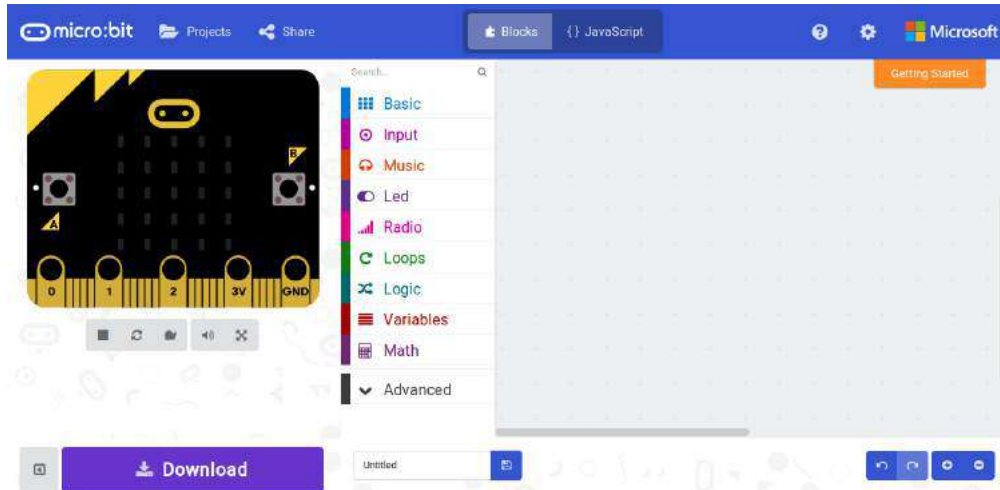 micro:bit Projects Share Blocks {} JavaScript Microsoft
Getting Started
Search...
Basic
Input
Music
Led
Radio
Loops
Logic
Variables
Math
Advanced
B
A
0 1 2 3V GND
Download
Untitled